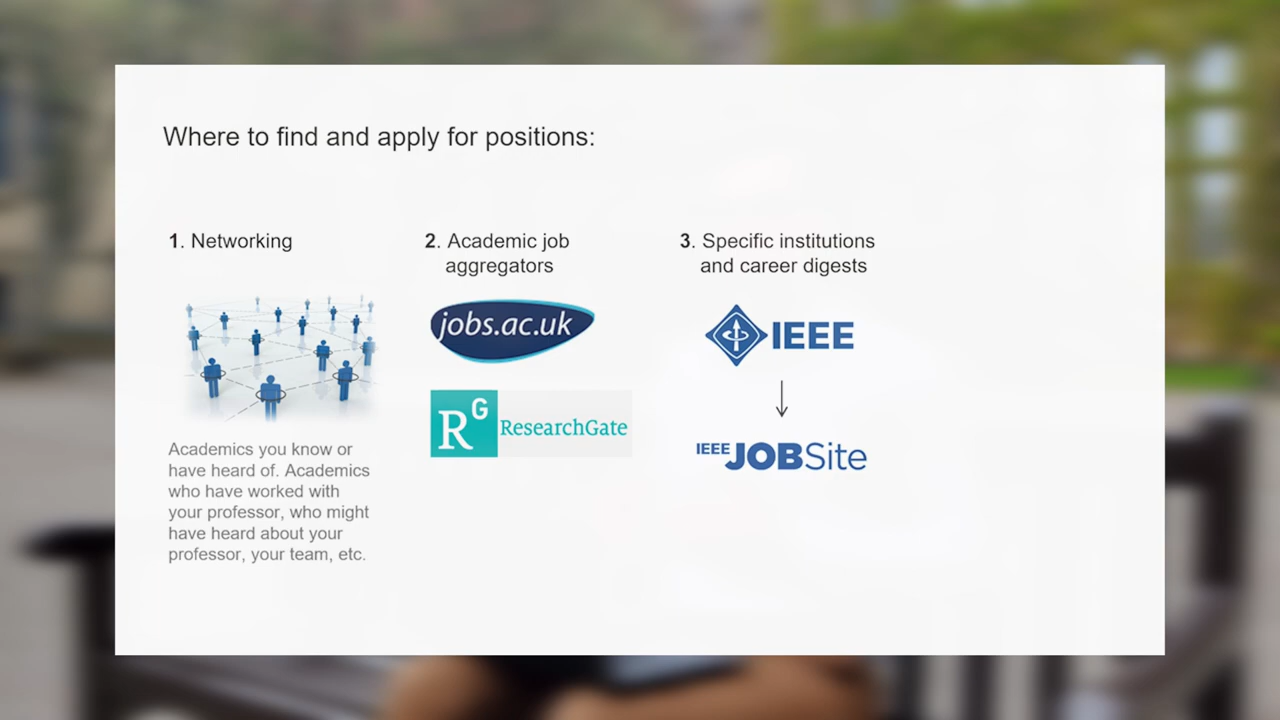 Where to find and apply for positions:
1. Networking
Academics you know or
have heard of. Academics
who have worked with
your professor, who might
have heard about your
professor, your team, etc.
2. Academic job
aggregators
jobs.ac.uk
RG ResearchGate
3. Specific institutions
and career digests
IEEE
IEEE JOBSite